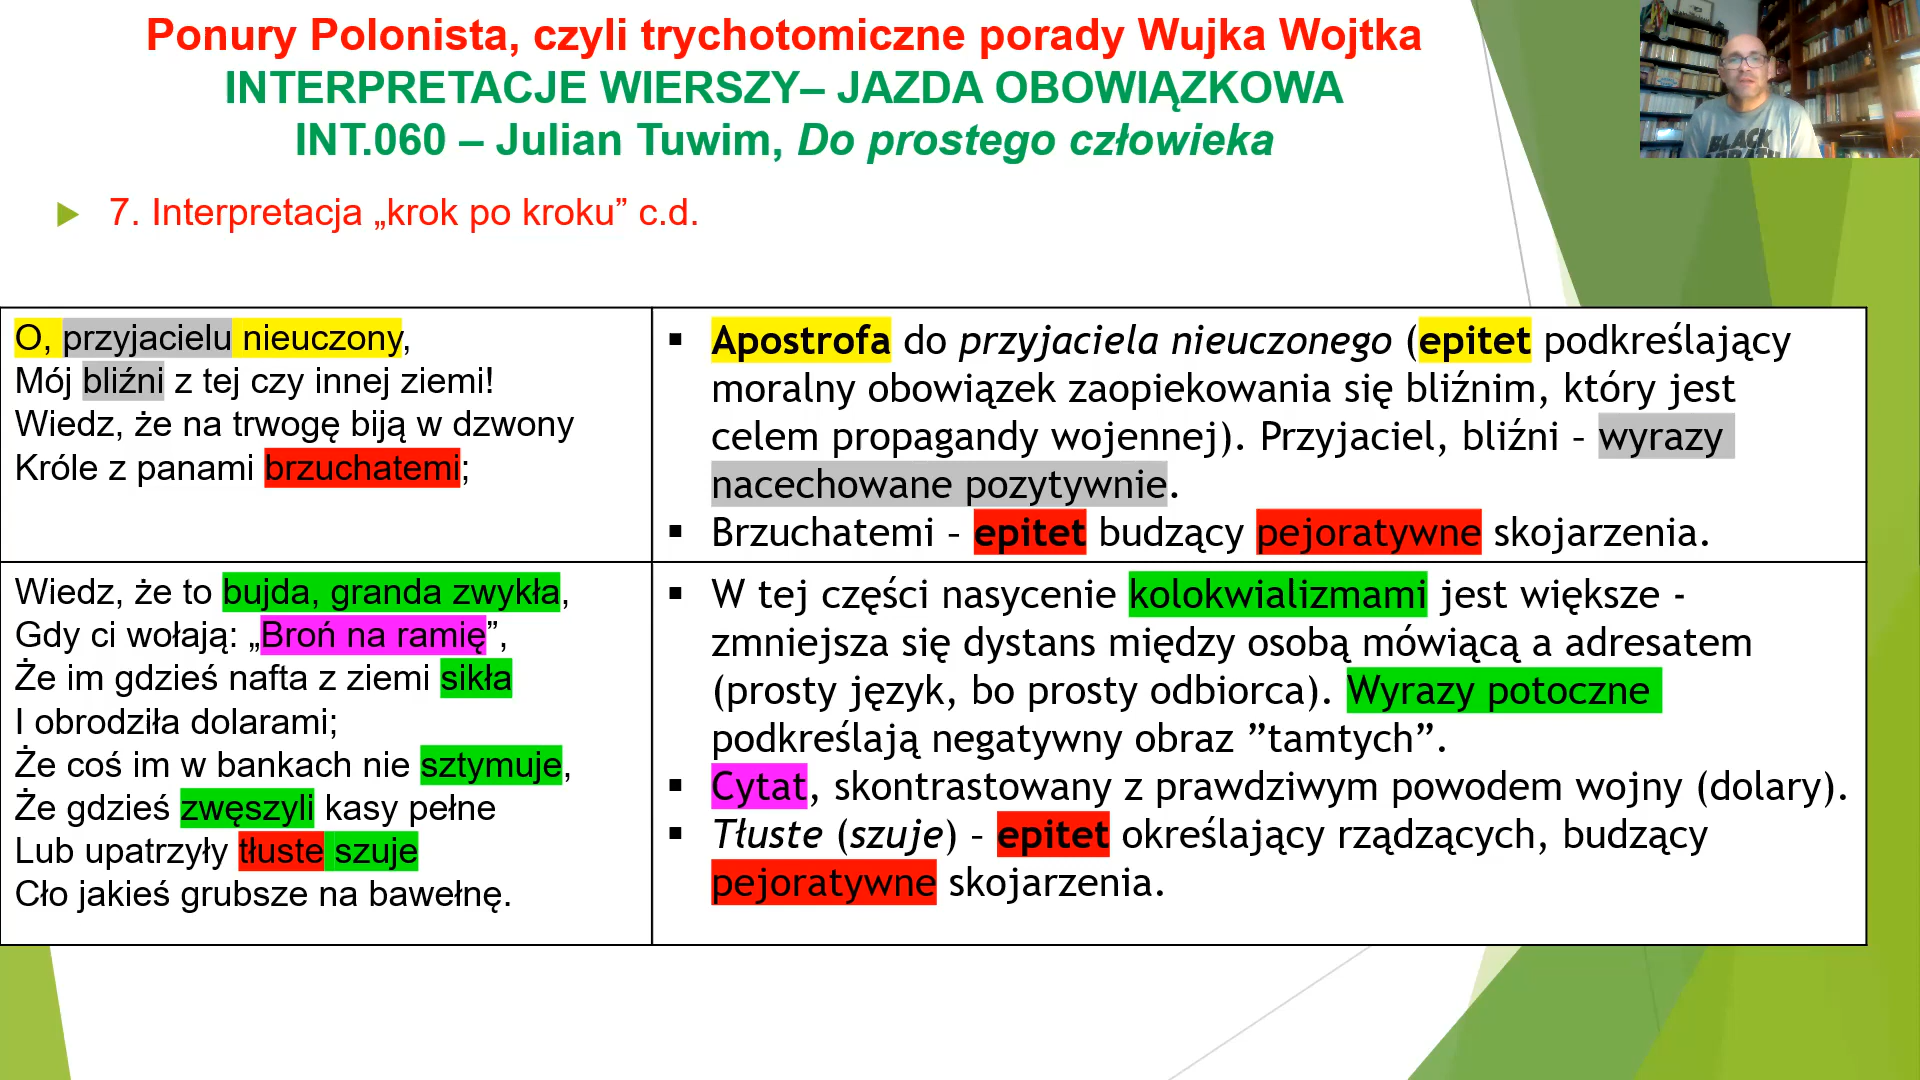 Ponury Polonista, czyli trychotomiczne porady Wujka Wojtka
INTERPRETACJE WIERSZY– JAZDA OBOWIĄZKOWA
INT.060 – Julian Tuwim, Do prostego człowieka
7. Interpretacja „krok po kroku” c.d.
O, przyjacielu nieuczony,
Mój bliźni z tej czy innej ziemi!
Wiedz, że na trwogę biją w dzwony
Króle z panami brzuchatemi;
▪ Apostrofa do przyjaciela nieuczonego (epitet podkreślający
moralny obowiązek zaopiekowania się bliźnim, który jest
celem propagandy wojennej). Przyjaciel, bliźni – wyrazy
nacechowane pozytywnie.
▪ Brzuchatemi – epitet budzący pejoratywne skojarzenia.
Wiedz, że to bujda, granda zwykła,
Gdy ci wołają: „Broń na ramię”,
Że im gdzieś nafta z ziemi sikła
I obrodziła dolarami;
Że coś im w bankach nie sztymuje,
Że gdzieś zwęszyli kasy pełne
Lub upatrzyły tłuste szuje
Cło jakieś grubsze na bawełnę.
▪ W tej części nasycenie kolokwializmami jest większe -
zmniejsza się dystans między osobą mówiącą a adresatem
(prosty język, bo prosty odbiorca). Wyrazy potoczne
podkreślają negatywny obraz ”tamtych”.
▪ Cytat, skontrastowany z prawdziwym powodem wojny (dolary).
▪ Tłuste (szuje) – epitet określający rządzących, budzący
pejoratywne skojarzenia.
BLACK